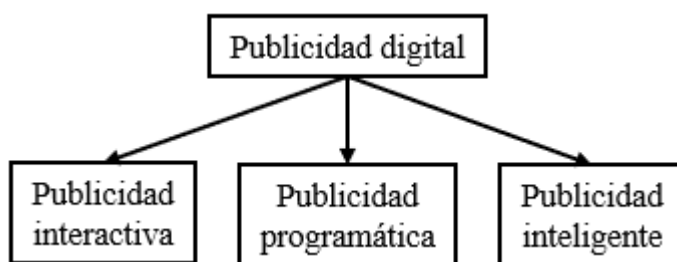 Publicidad digital
Publicidad
interactiva
Publicidad
programática
Publicidad
inteligente